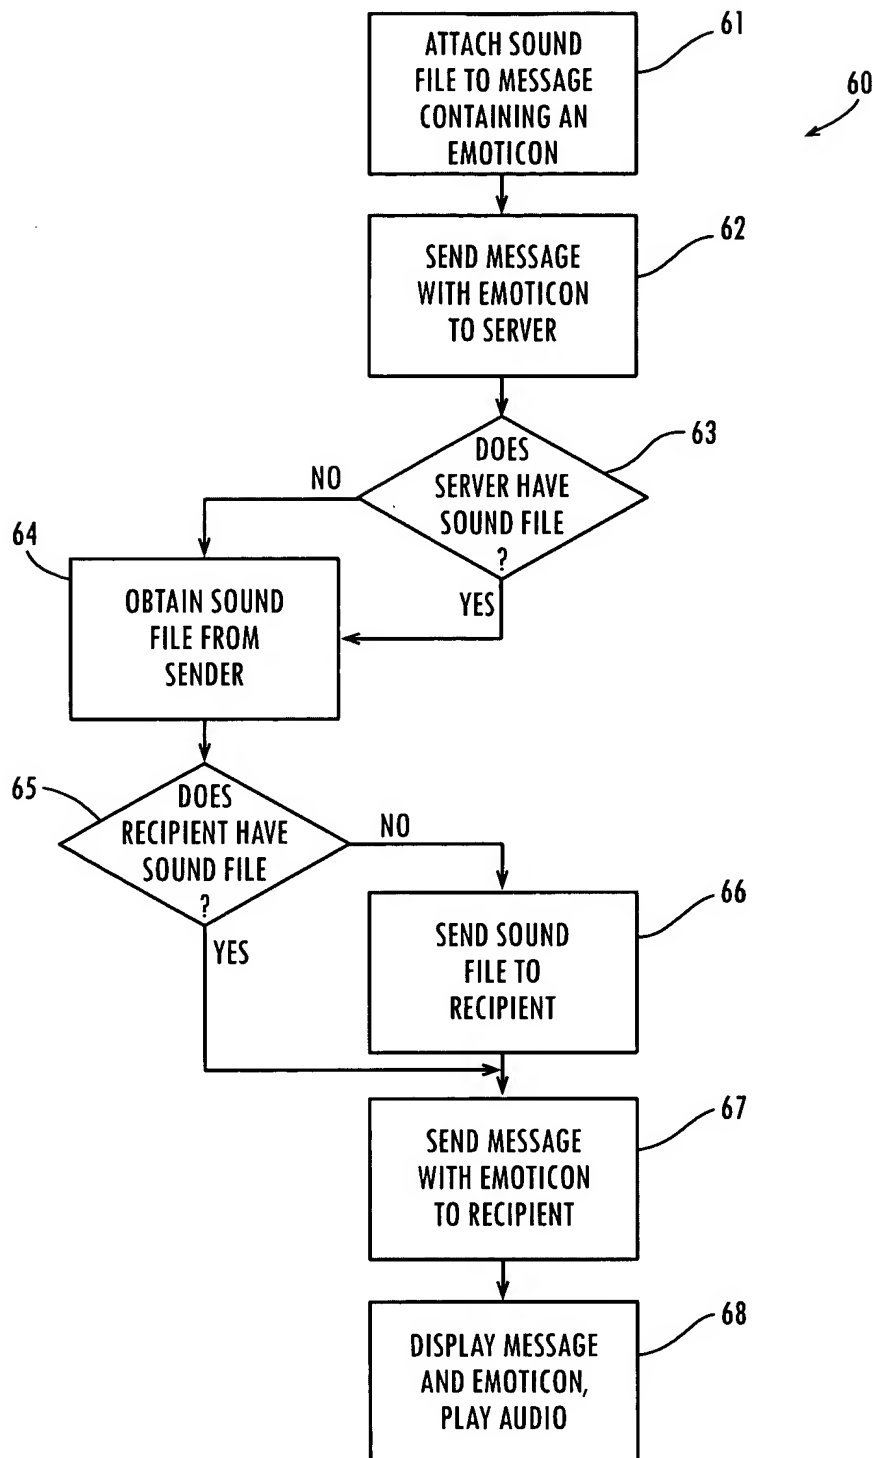 61
ATTACH SOUND
FILE TO MESSAGE
CONTAINING AN
EMOTICON
60
62
SEND MESSAGE
WITH EMOTICON
TO SERVER
63
DOES
SERVER HAVE
SOUND FILE
?
NO
YES
64
OBTAIN SOUND
FILE FROM
SENDER
65
DOES
RECIPIENT HAVE
SOUND FILE
?
NO
YES
66
SEND SOUND
FILE TO
RECIPIENT
67
SEND MESSAGE
WITH EMOTICON
TO RECIPIENT
68
DISPLAY MESSAGE
AND EMOTICON,
PLAY AUDIO